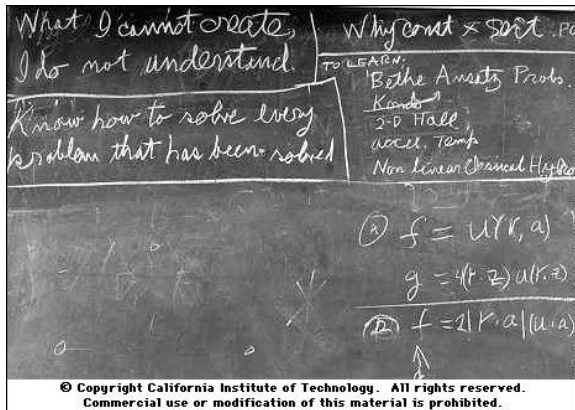 What I cannot create,
I do not understand.
Know how to solve every
problem that has been solved
Why const × sort . PO
TO LEARN:
Bethe Ansatz Probs.
Kondo
2-D Hall
accel. Temp
Non linear Classical Hydro
Ⓐ f = u(r, a)
g = 4(r·z) u(r, z)
Ⓑ f = 2|r·a|(u·a)
© Copyright California Institute of Technology. All rights reserved.
Commercial use or modification of this material is prohibited.